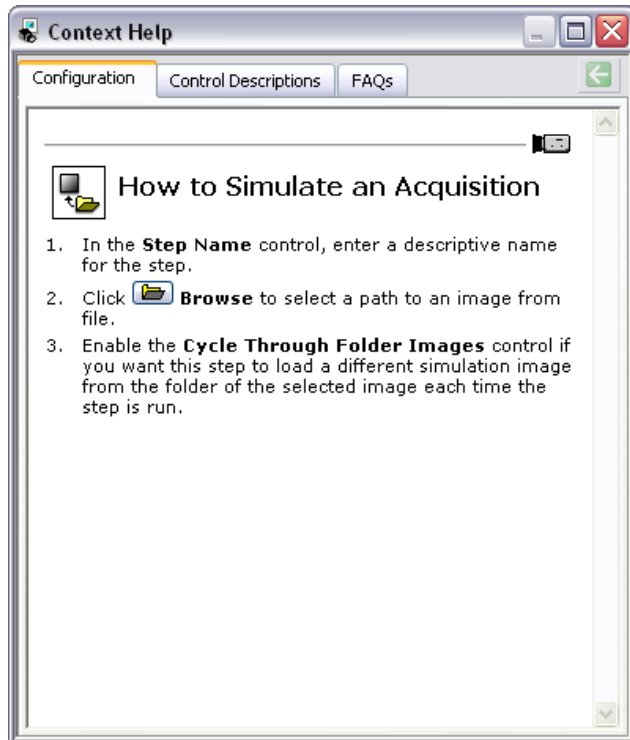 Context Help
Configuration Control Descriptions FAQs
How to Simulate an Acquisition
1. In the Step Name control, enter a descriptive name
for the step.
2. Click Browse to select a path to an image from
file.
3. Enable the Cycle Through Folder Images control if
you want this step to load a different simulation image
from the folder of the selected image each time the
step is run.